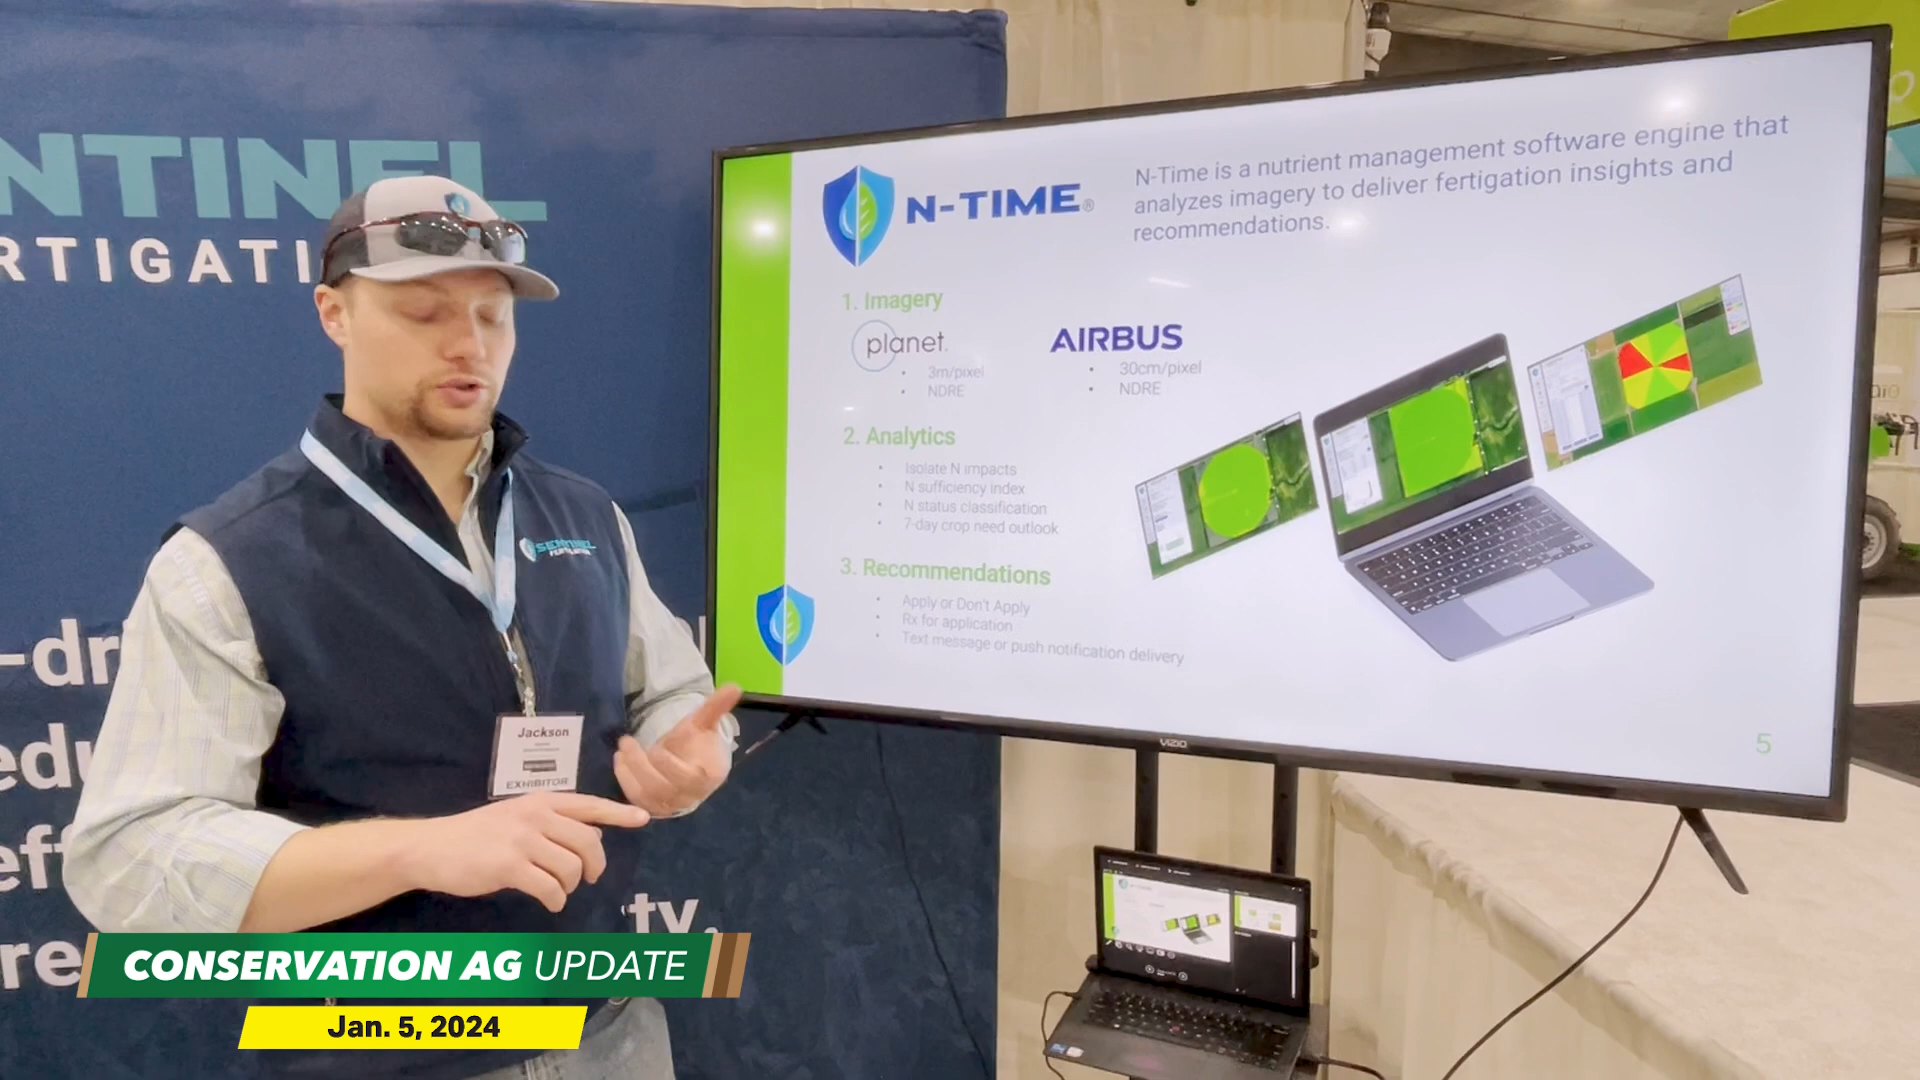 NTINEL
RTIGATI
-dr
edu
eff
re
ty.
SENTINEL
Jackson
EXHIBITOR
N-TIME®
N-Time is a nutrient management software engine that
analyzes imagery to deliver fertigation insights and
recommendations.
1. Imagery
planet.
• 3m/pixel
• NDRE
AIRBUS
• 30cm/pixel
• NDRE
2. Analytics
• Isolate N impacts
• N sufficiency index
• N status classification
• 7-day crop need outlook
3. Recommendations
• Apply or Don't Apply
• Rx for application
• Text message or push notification delivery
5
VIZIO
CONSERVATION AG UPDATE
Jan. 5, 2024